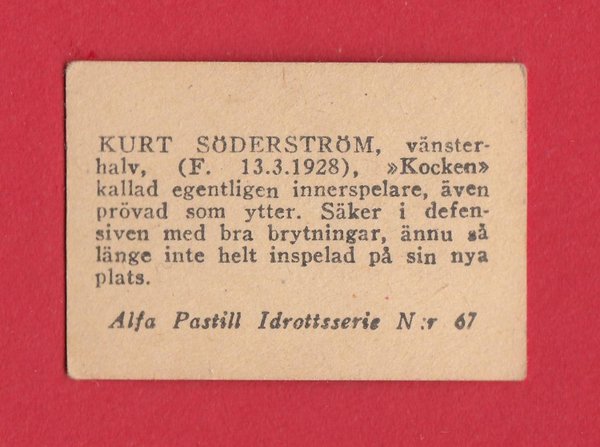 KURT SÖDERSTRÖM, vänster-
halv, (F. 13.3.1928), »Kocken»
kallad egentligen innerspelare, även
prövad som ytter. Säker i defen-
siven med bra brytningar, ännu så
länge inte helt inspelad på sin nya
plats.
Alfa Pastill Idrottsserie N:r 67